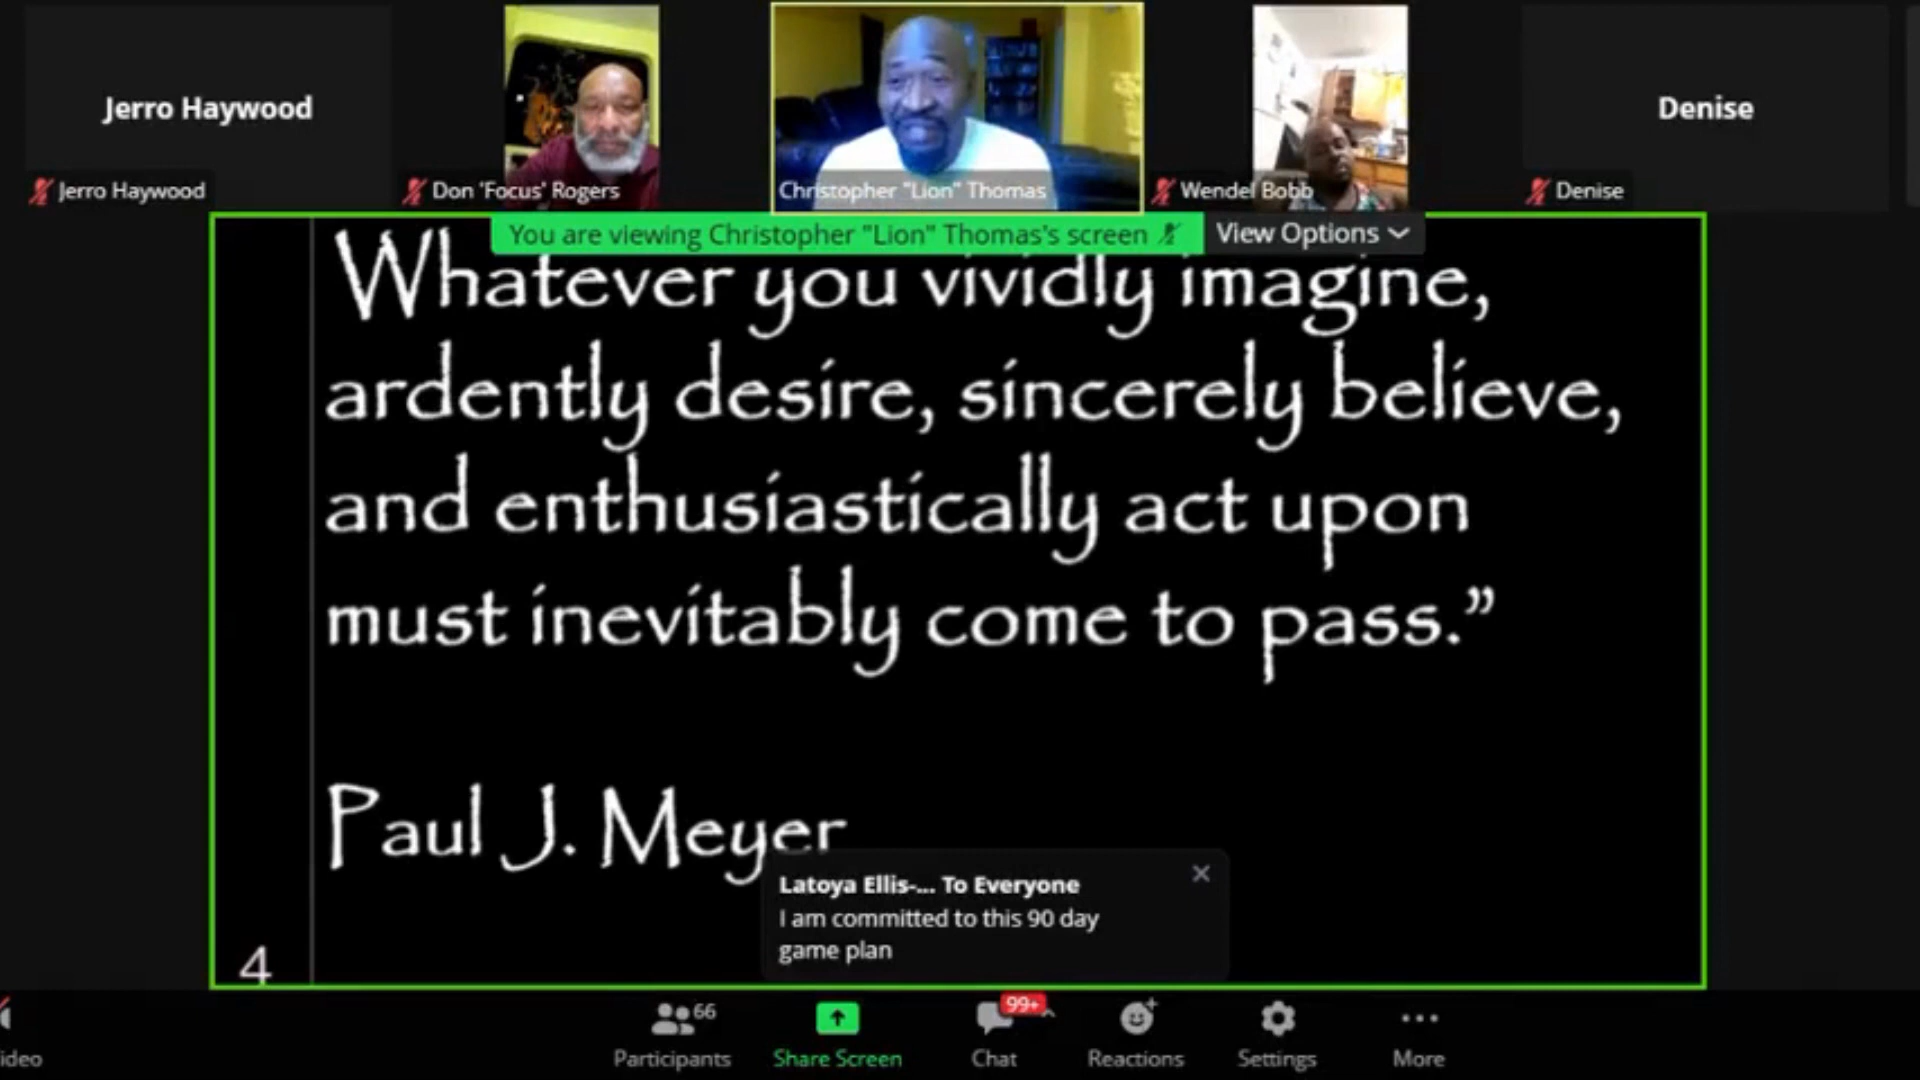 Jerro Haywood
Denise
Jerro Haywood
Don 'Focus' Rogers
Christopher "Lion" Thomas
Wendel Bobb
Denise
You are viewing Christopher "Lion" Thomas's screen
View Options
Whatever you vividly imagine,
ardently desire, sincerely believe,
and enthusiastically act upon
must inevitably come to pass.”
Paul J. Meyer
Latoya Ellis-... To Everyone
I am committed to this 90 day
game plan
4
66
99+
ideo
Participants
Share Screen
Chat
Reactions
Settings
More